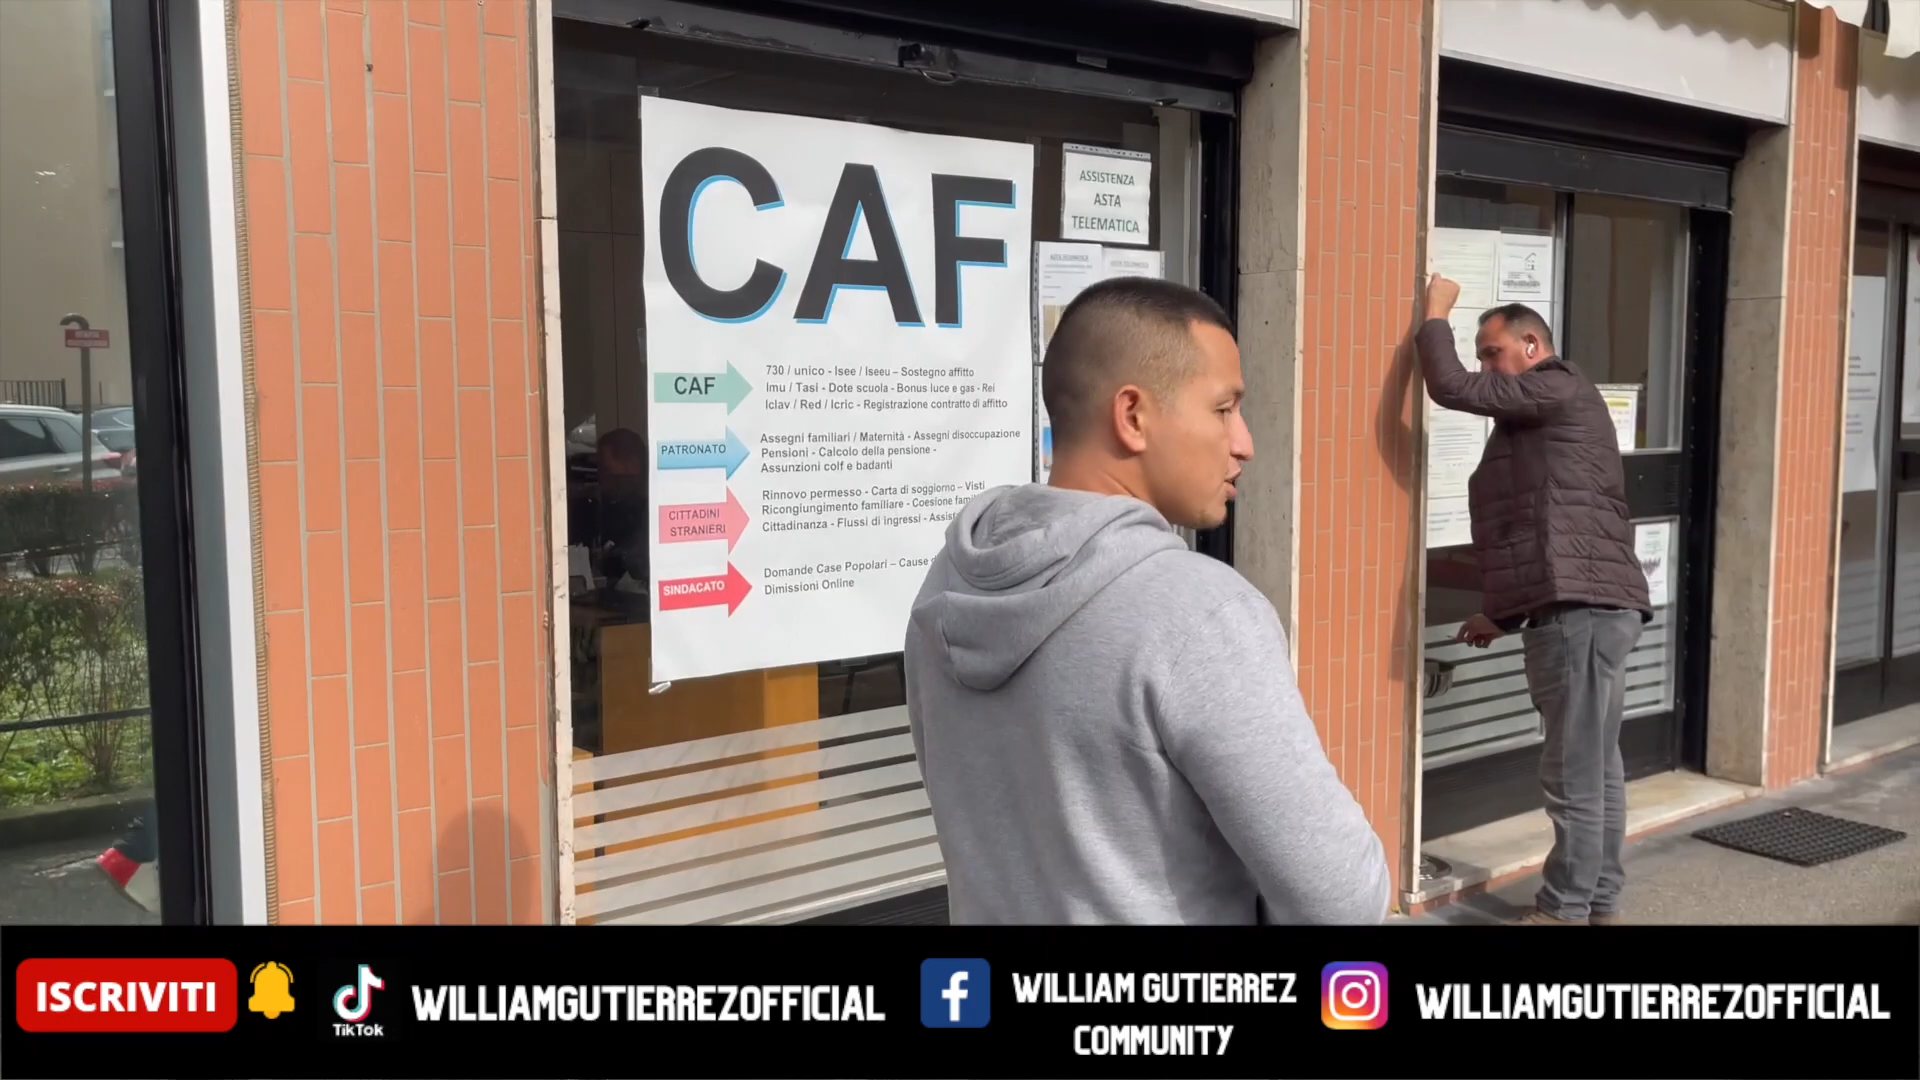 CAF
ASSISTENZA
ASTA
TELEMATICA
CAF
730 / unico - Isee / Iseeu – Sostegno affitto
Imu / Tasi - Dote scuola - Bonus luce e gas - Rei
Iclav / Red / Icric - Registrazione contratto di affitto
PATRONATO
Assegni familiari / Maternità - Assegni disoccupazione
Pensioni - Calcolo della pensione -
Assunzioni colf e badanti
CITTADINI
STRANIERI
Rinnovo permesso - Carta di soggiorno – Visti
Ricongiungimento familiare - Coesione
Cittadinanza - Flussi di ingressi -
SINDACATO
Domande Case Popolari – Cause
Dimissioni Online
ISCRIVITI
TikTok
WILLIAMGUTIERREZOFFICIAL
WILLIAM GUTIERREZ
COMMUNITY
WILLIAMGUTIERREZOFFICIAL